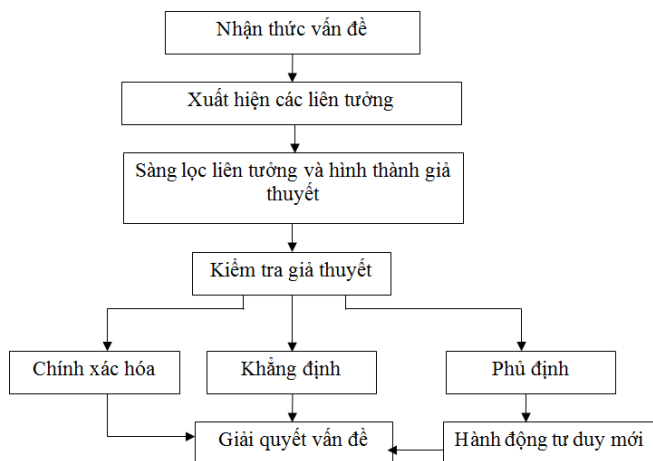 Nhận thức vấn đề
Xuất hiện các liên tưởng
Sàng lọc liên tưởng và hình thành giả
thuyết
Kiểm tra giả thuyết
Chính xác hóa
Khẳng định
Phủ định
Giải quyết vấn đề
Hành động tư duy mới